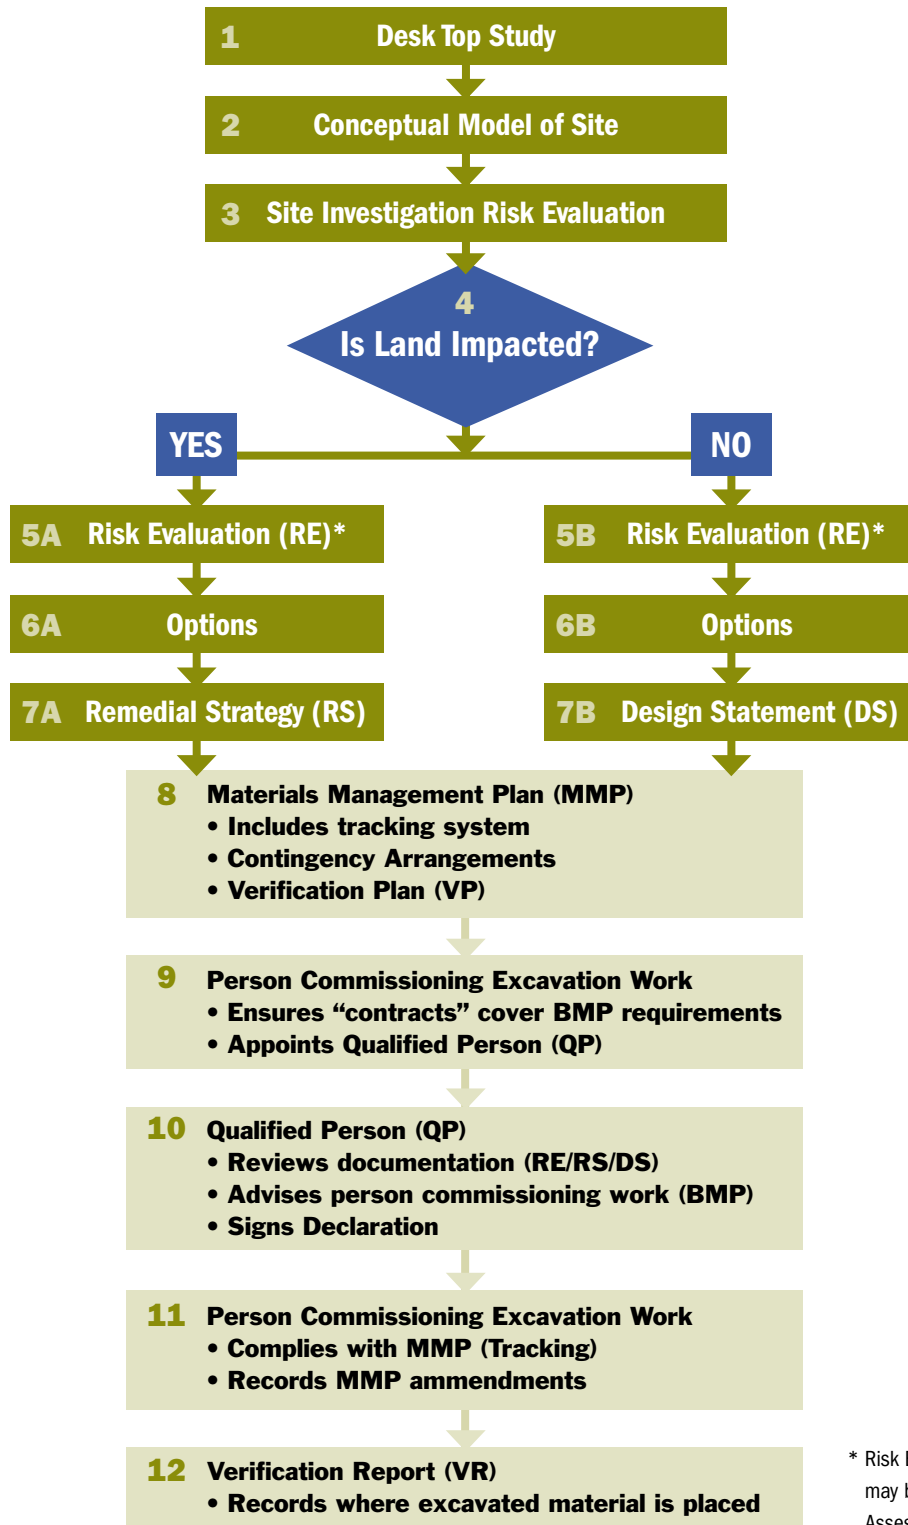 1 Desk Top Study
2 Conceptual Model of Site
3 Site Investigation Risk Evaluation
4
Is Land Impacted?
YES
NO
5A Risk Evaluation (RE)*
5B Risk Evaluation (RE)*
6A Options
6B Options
7A Remedial Strategy (RS)
7B Design Statement (DS)
8 Materials Management Plan (MMP)
• Includes tracking system
• Contingency Arrangements
• Verification Plan (VP)
9 Person Commissioning Excavation Work
• Ensures “contracts” cover BMP requirements
• Appoints Qualified Person (QP)
10 Qualified Person (QP)
• Reviews documentation (RE/RS/DS)
• Advises person commissioning work (BMP)
• Signs Declaration
11 Person Commissioning Excavation Work
• Complies with MMP (Tracking)
• Records MMP ammendments
12 Verification Report (VR)
• Records where excavated material is placed
* Risk
may